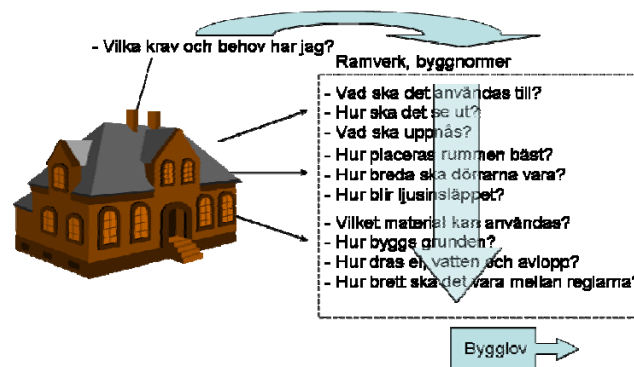 - Vilka krav och behov har jag?
Ramverk, byggnormer
- Vad ska det användas till?
- Hur ska det se ut?
- Vad ska uppnås?
- Hur placeras rummen bäst?
- Hur breda ska dörrarna vara?
- Hur blir ljusinsläppet?
- Vilket material kan användas?
- Hur byggs grunden?
- Hur dras el, vatten och avlopp?
- Hur brett ska det vara mellan reglarna?
Bygglov